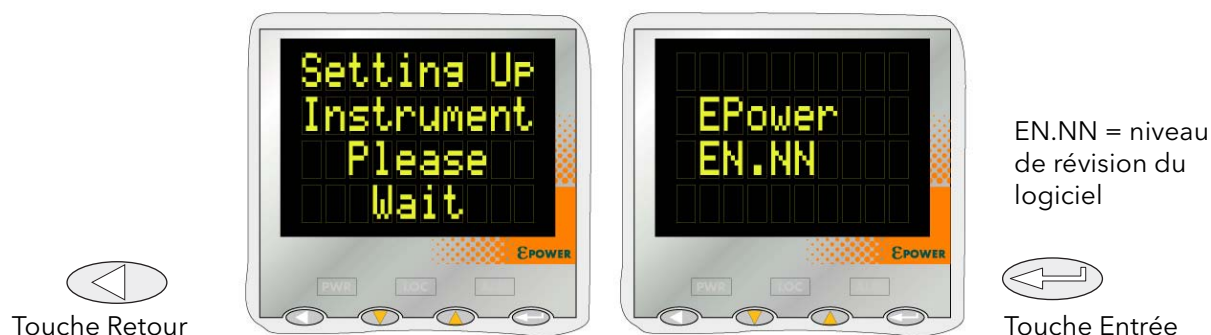 Setting Up
Instrument
Please
Wait
EPOWER
PWR
LOC
Touche Retour
EPower
EN.NN
EPOWER
PWR
LOC
ALM
EN.NN = niveau
de révision du
logiciel
Touche Entrée